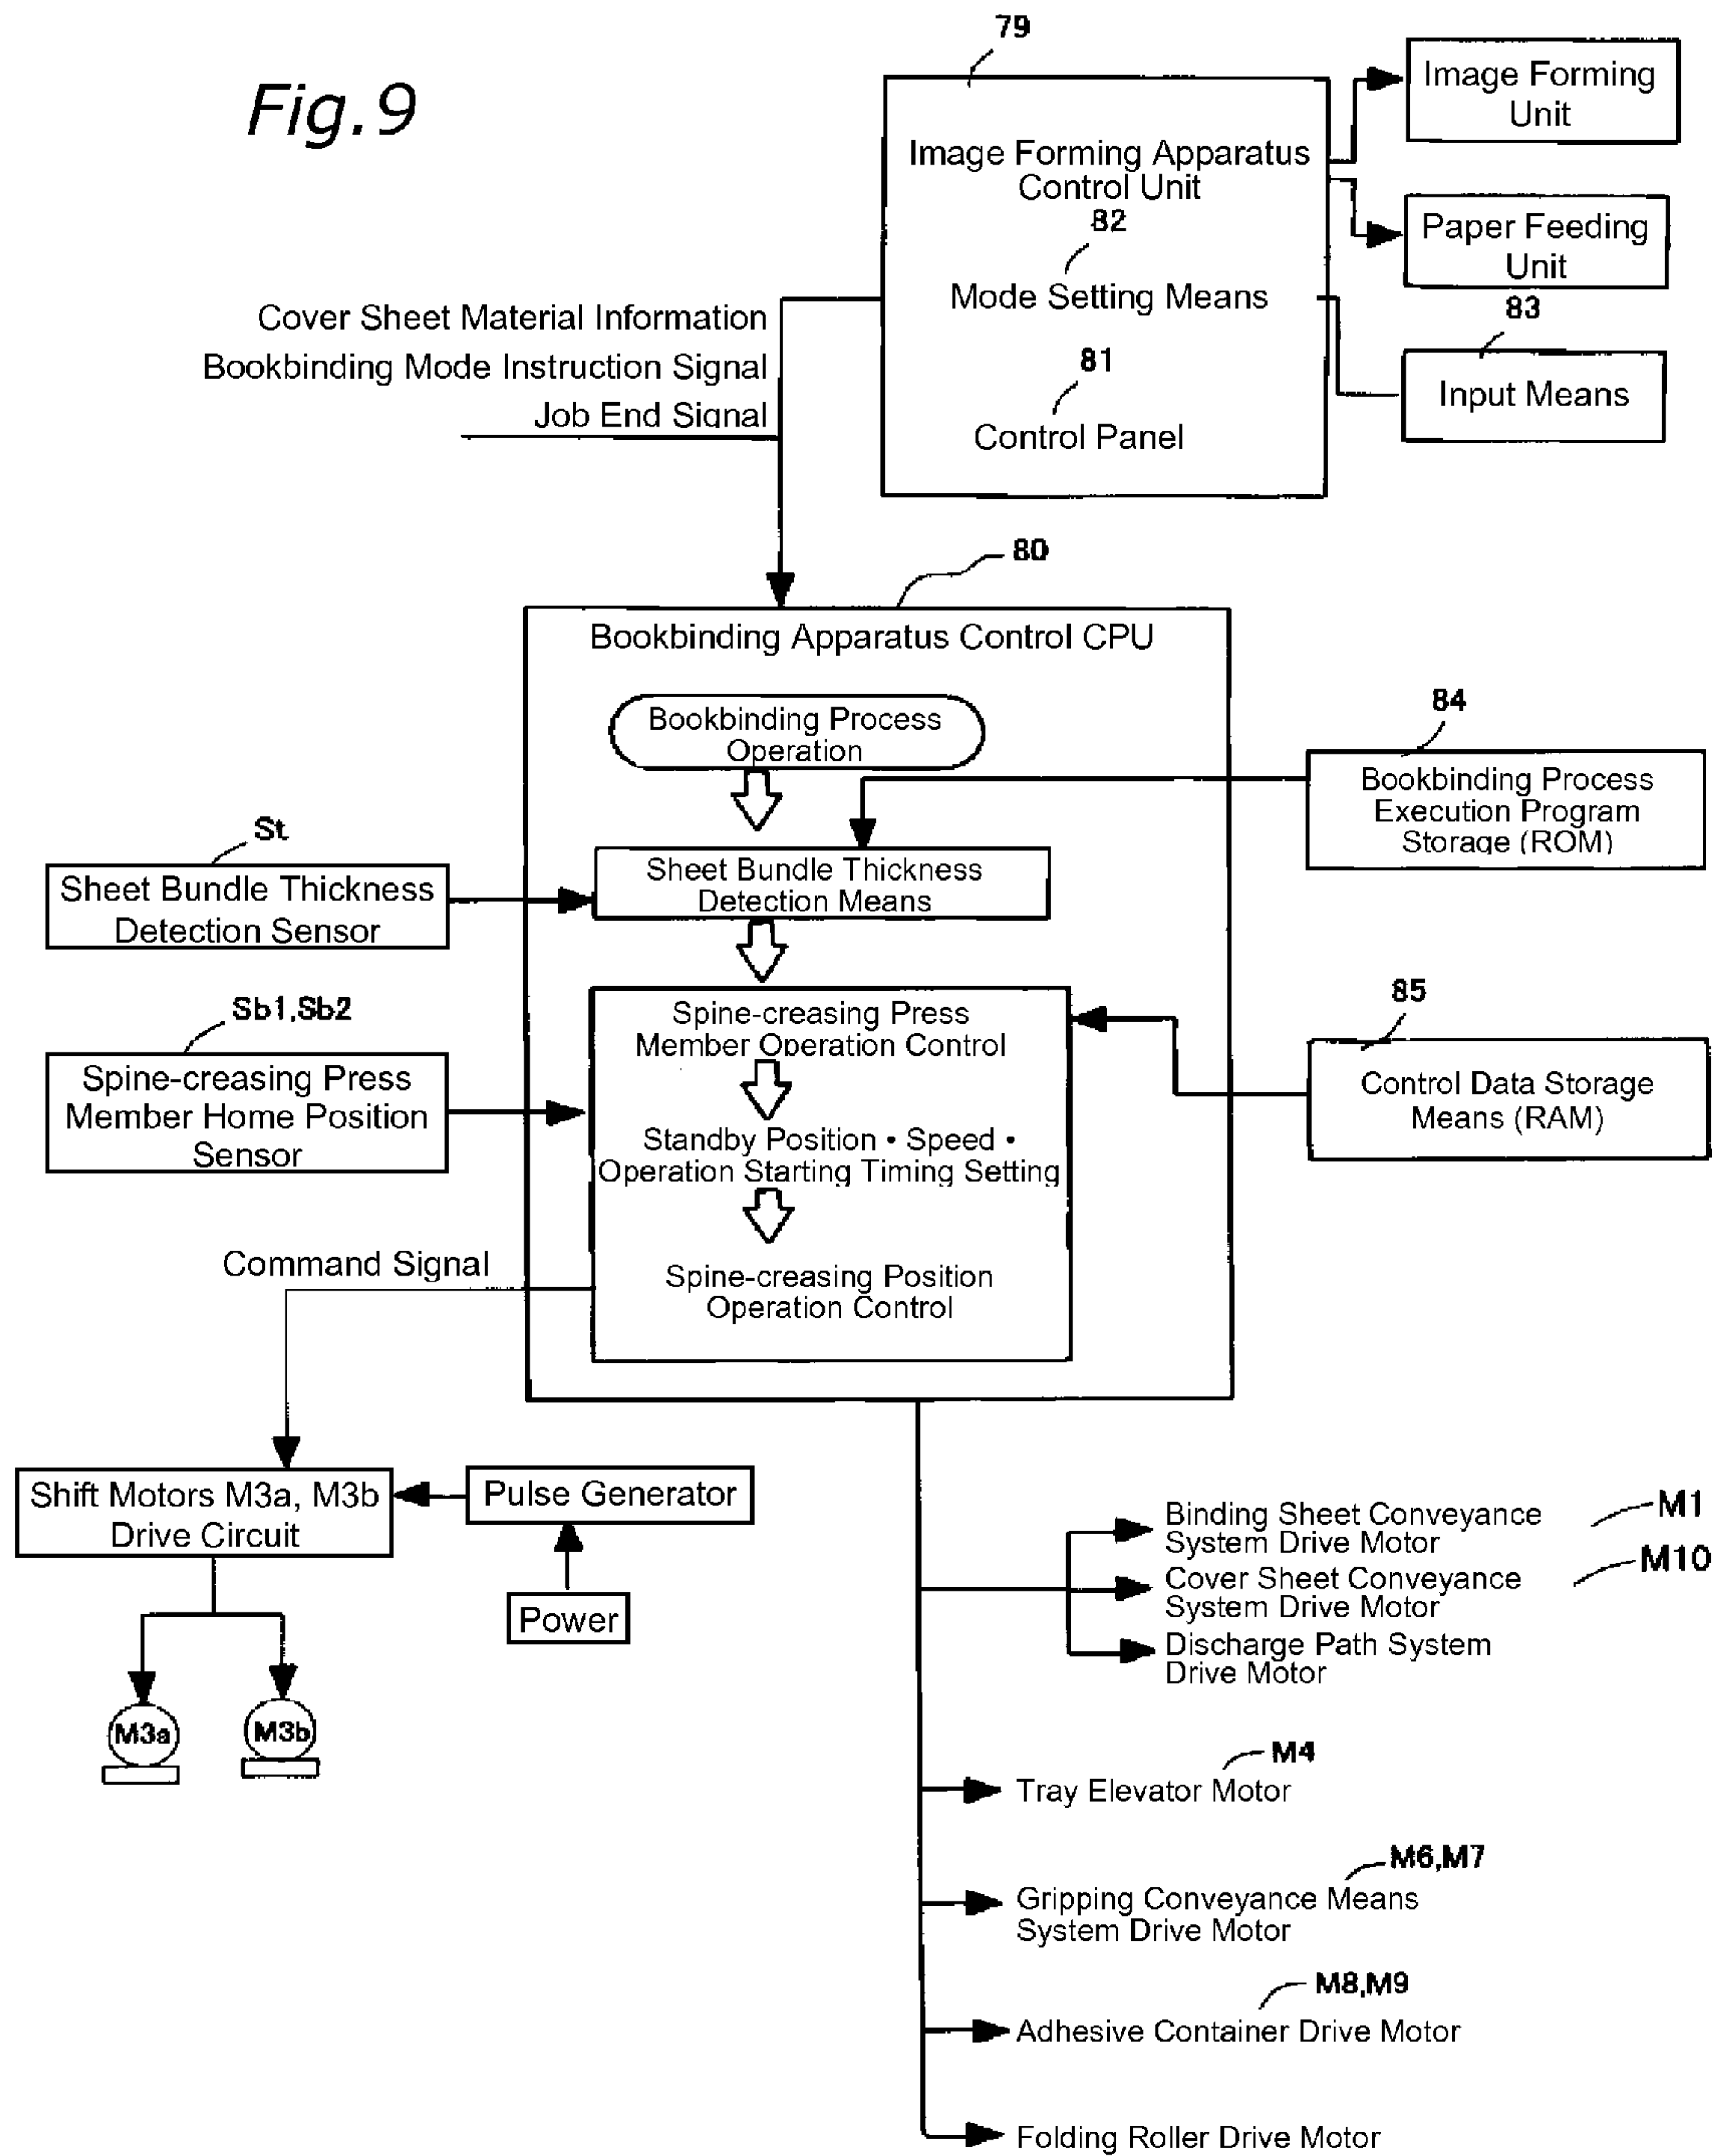 Fig.9
79
Image Forming Apparatus
Control Unit
82
Mode Setting Means
81
Control Panel
Image Forming
Unit
Paper Feeding
Unit
83
Input Means
Cover Sheet Material Information
Bookbinding Mode Instruction Signal
Job End Signal
80
Bookbinding Apparatus Control CPU
Bookbinding Process
Operation
84
Bookbinding Process
Execution Program
Storage (ROM)
St
Sheet Bundle Thickness
Detection Sensor
Sheet Bundle Thickness
Detection Means
Sb1,Sb2
Spine-creasing Press
Member Home Position
Sensor
Spine-creasing Press
Member Operation Control
Standby Position • Speed •
Operation Starting Timing Setting
Spine-creasing Position
Operation Control
85
Control Data Storage
Means (RAM)
Command Signal
Shift Motors M3a, M3b
Drive Circuit
Pulse Generator
Power
M3a
M3b
Binding Sheet Conveyance
System Drive Motor
M1
Cover Sheet Conveyance
System Drive Motor
M10
Discharge Path System
Drive Motor
M4
Tray Elevator Motor
M6,M7
Gripping Conveyance Means
System Drive Motor
M8,M9
Adhesive Container Drive Motor
Folding Roller Drive Motor